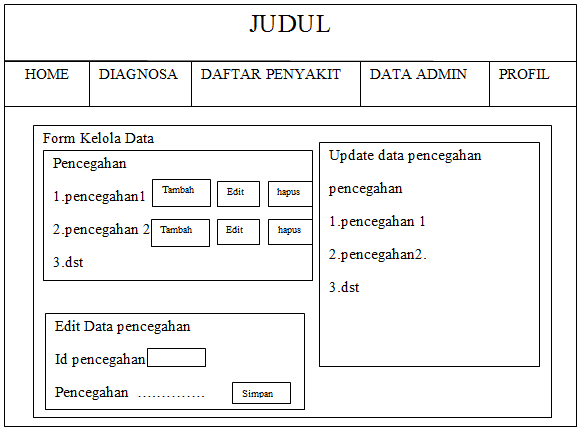 JUDUL
HOME DIAGNOSA DAFTAR PENYAKIT DATA ADMIN PROFIL
Form Kelola Data
Pencegahan
1.pencegahan1 Tambah Edit hapus
2.pencegahan 2 Tambah Edit hapus
3.dst
Update data pencegahan
pencegahan
1.pencegahan 1
2.pencegahan2.
3.dst
Edit Data pencegahan
Id pencegahan
Pencegahan ………….. Simpan